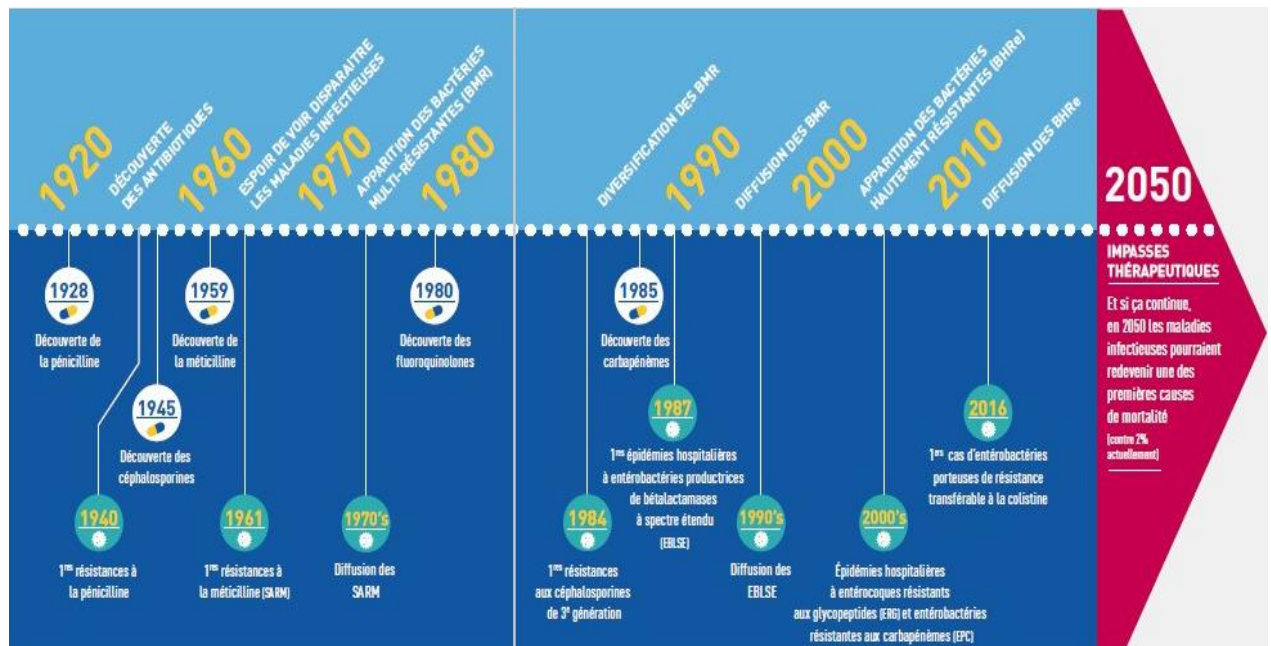 1920
DÉCOUVERTE
DES ANTIBIOTIQUES
1960
ESPOIR DE VOIR DISPARAITRE
LES MALADIES INFECTIEUSES
1970
APPARITION DES BACTÉRIES
MULTI-RÉSISTANTES (BMR)
1980
DIVERSIFICATION DES BMR
1990
DIFFUSION DES BMR
2000
APPARITION DES BACTÉRIES
HAUTEMENT RÉSISTANTES (BHRe)
2010
DIFFUSION DES BHRe
2050
IMPASSES
THÉRAPEUTIQUES
Et si ça continue,
en 2050 les maladies
infectieuses pourraient
redevenir une des
premières causes
de mortalité
(contre 2%
actuellement)
1928
Découverte de
la pénicilline
1959
Découverte de
la méticilline
1980
Découverte des
fluoroquinolones
1985
Découverte des
carbapénèmes
1945
Découverte des
céphalosporines
1987
1res épidémies hospitalières
à entérobactéries productrices
de bétalactamases
à spectre étendu
(EBLSE)
2016
1ers cas d'entérobactéries
porteuses de résistance
transférable à la colistine
1940
1res résistances à
la pénicilline
1961
1res résistances à
la méticilline (SARM)
1970's
Diffusion des
SARM
1984
1res résistances
aux céphalosporines
de 3e génération
1990's
Diffusion des
EBLSE
2000's
Épidémies hospitalières
à entérocoques résistants
aux glycopeptides (ERG) et entérobactéries
résistantes aux carbapénèmes (EPC)